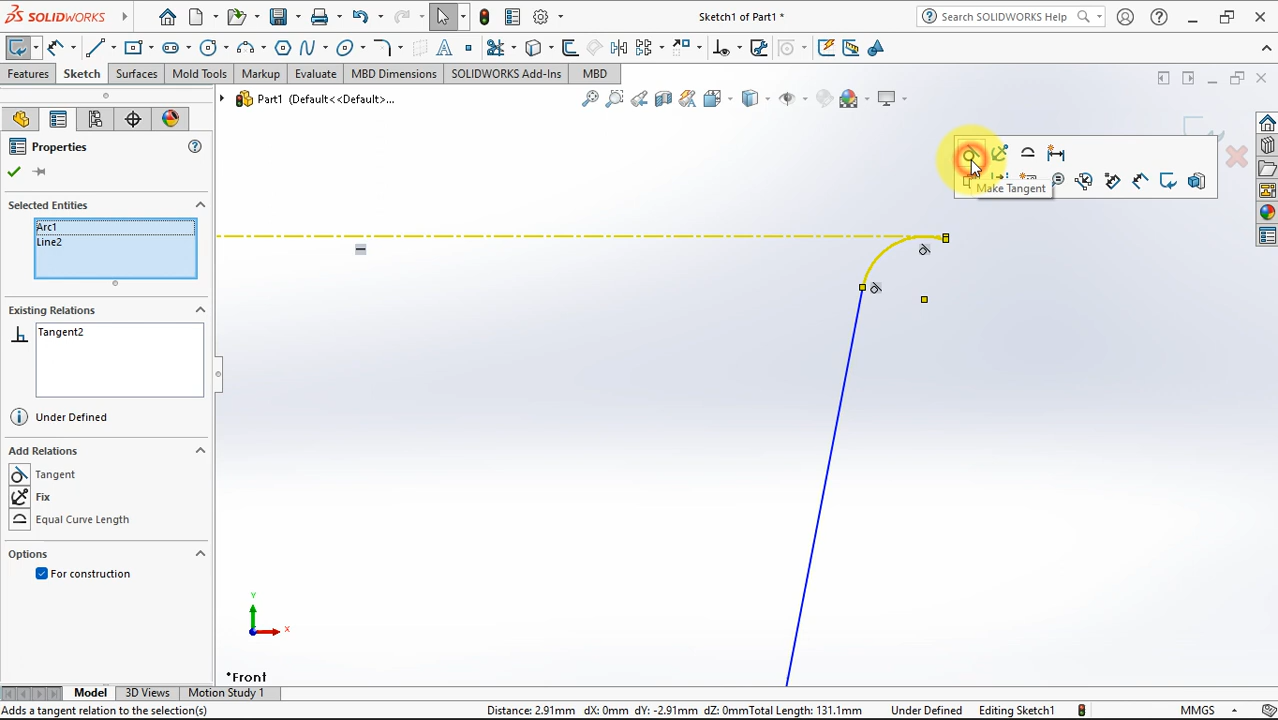 SOLIDWORKS
Sketch1 of Part1 *
Search SOLIDWORKS Help
Features
Sketch
Surfaces
Mold Tools
Markup
Evaluate
MBD Dimensions
SOLIDWORKS Add-Ins
MBD
Part1 (Default<<Default>...
Properties
Selected Entities
Arc1
Line2
Existing Relations
Tangent2
Under Defined
Add Relations
Tangent
Fix
Equal Curve Length
Options
For construction
Make Tangent
Y
X
*Front
Model
3D Views
Motion Study 1
Adds a tangent relation to the selection(s)
Distance: 2.91mm dX: 0mm dY: -2.91mm dZ: 0mmTotal Length: 131.1mm
Under Defined
Editing Sketch1
MMGS